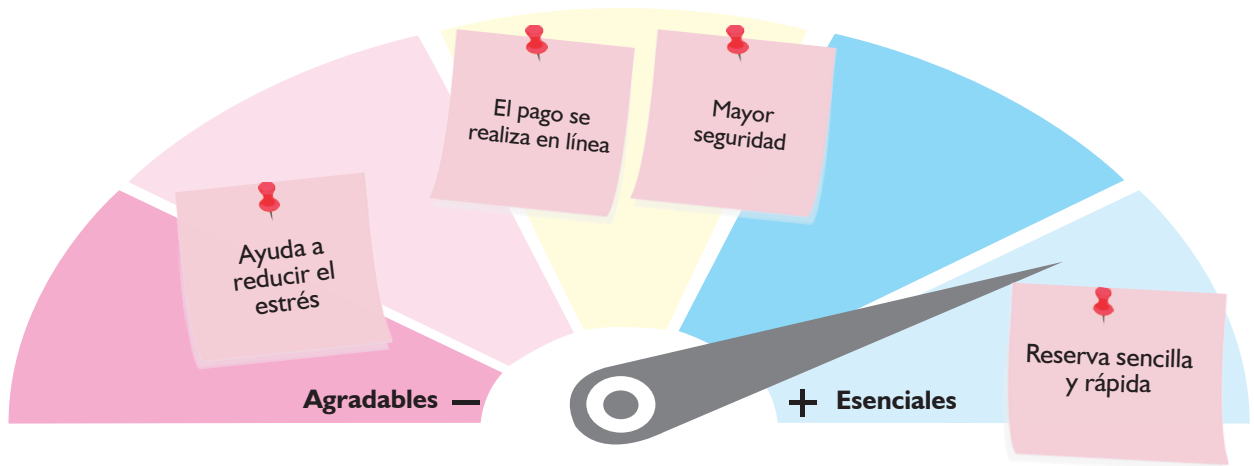 El pago se
realiza en línea
Mayor
seguridad
Ayuda a
reducir el
estrés
Reserva sencilla
y rápida
Agradables −
+ Esenciales